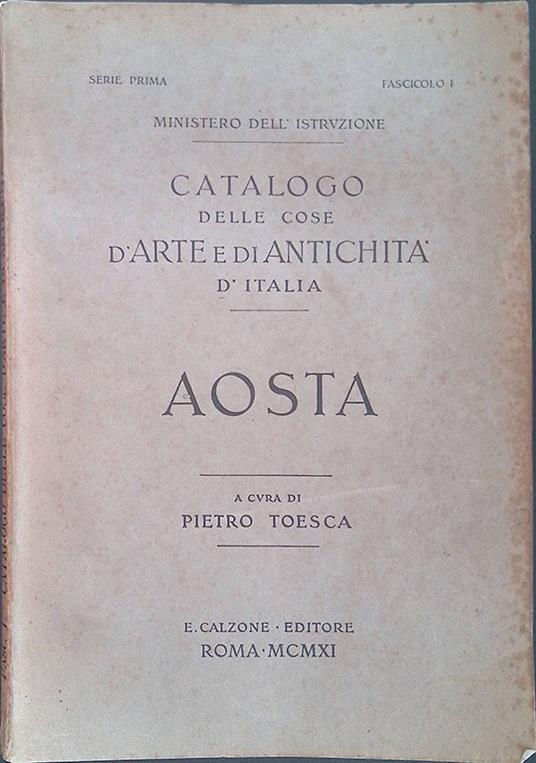 SERIE PRIMA FASCICOLO I
MINISTERO DELL' ISTRVZIONE
CATALOGO
DELLE COSE
D'ARTE E DI ANTICHITA'
D' ITALIA
AOSTA
A CVRA DI
PIETRO TOESCA
E. CALZONE · EDITORE
ROMA · MCMXI